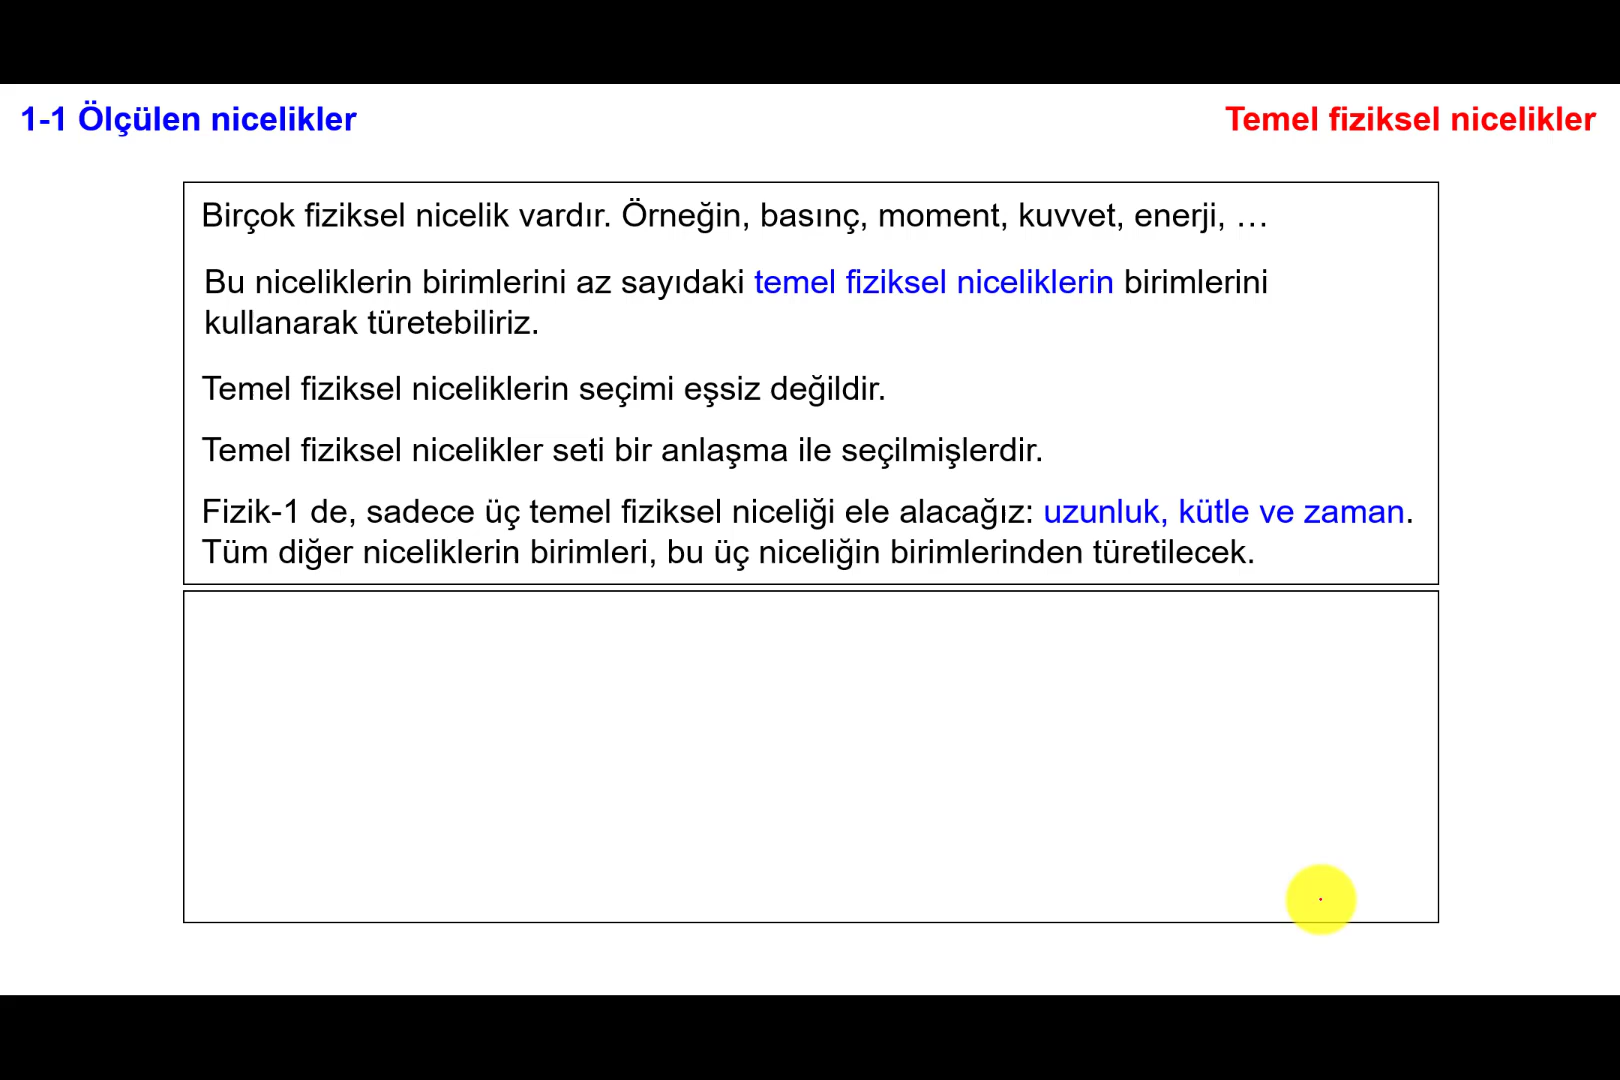 1-1 Ölçülen nicelikler
Temel fiziksel nicelikler
Birçok fiziksel nicelik vardır. Örneğin, basınç, moment, kuvvet, enerji, …
Bu niceliklerin birimlerini az sayıdaki temel fiziksel niceliklerin birimlerini
kullanarak türetebiliriz.
Temel fiziksel niceliklerin seçimi eşsiz değildir.
Temel fiziksel nicelikler seti bir anlaşma ile seçilmişlerdir.
Fizik-1 de, sadece üç temel fiziksel niceliği ele alacağız: uzunluk, kütle ve zaman.
Tüm diğer niceliklerin birimleri, bu üç niceliğin birimlerinden türetilecek.